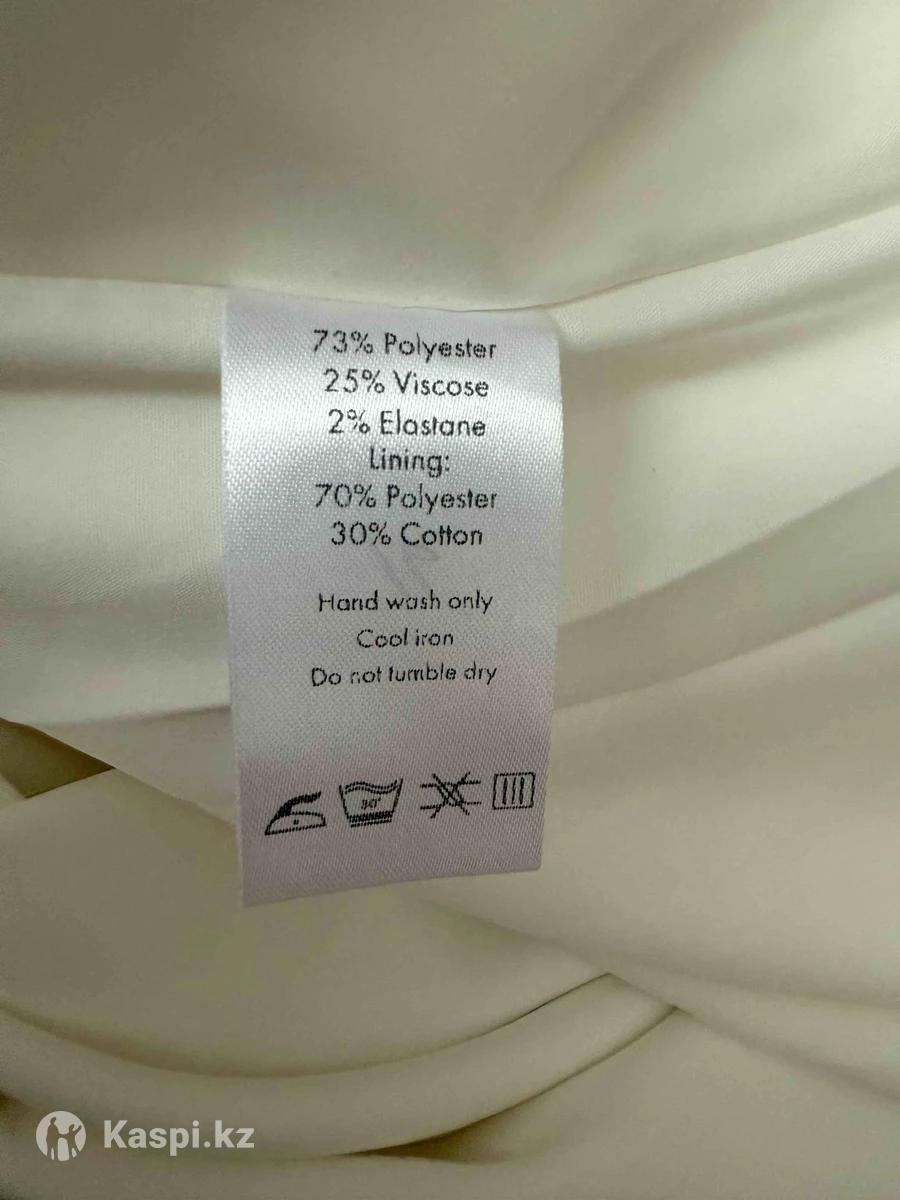 73% Polyester
25% Viscose
2% Elastane
Lining:
70% Polyester
30% Cotton
Hand wash only
Cool iron
Do not tumble dry
30°
Kaspi.kz